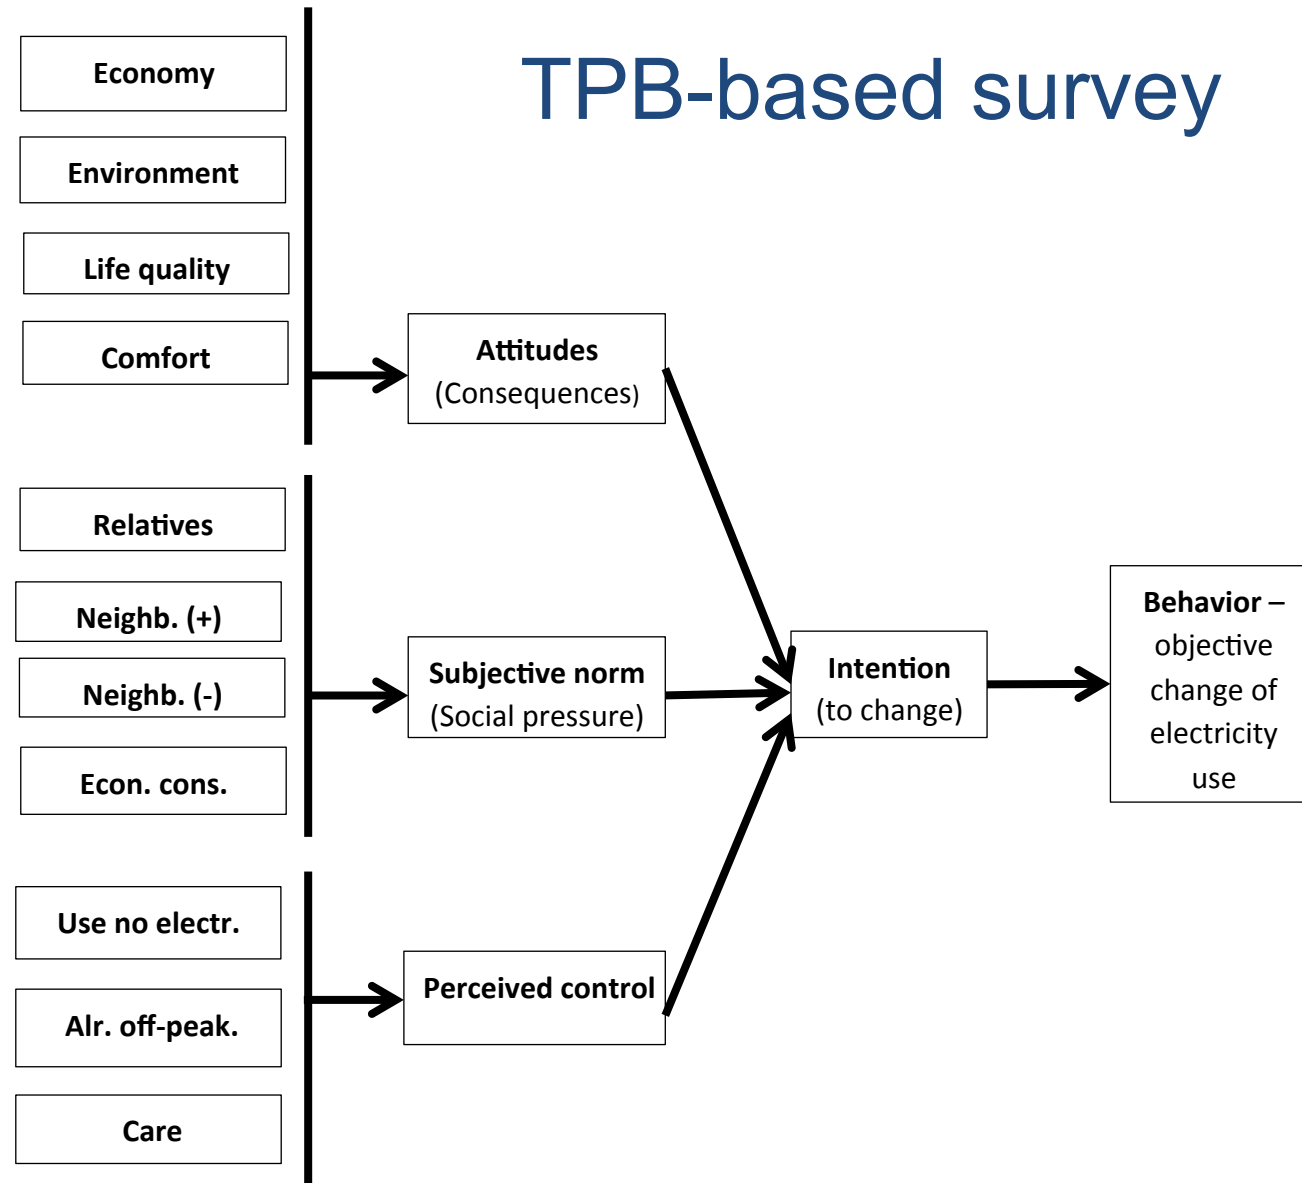 TPB-based survey
Economy
Environment
Life quality
Comfort
Attitudes
(Consequences)
Relatives
Neighb. (+)
Neighb. (-)
Econ. cons.
Subjective norm
(Social pressure)
Intention
(to change)
Behavior –
objective
change of
electricity
use
Use no electr.
Alr. off-peak.
Care
Perceived control